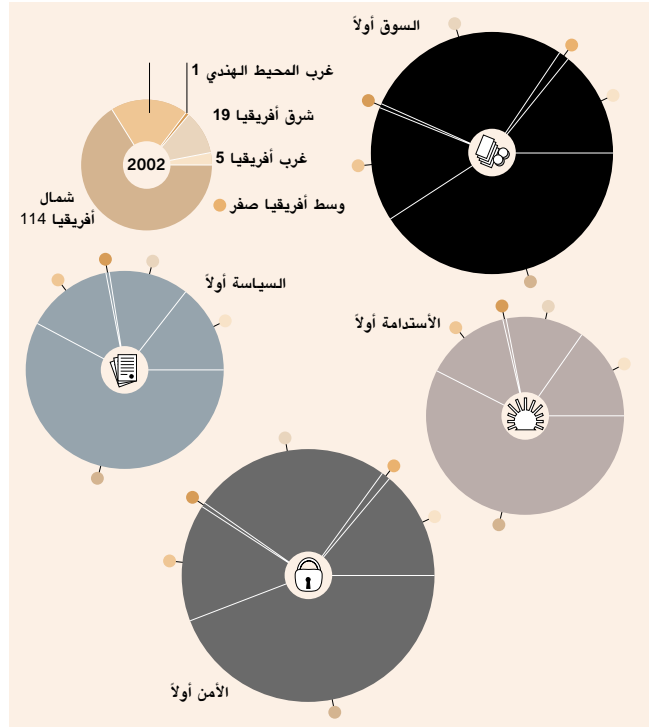 السوق أولاً
غرب المحيط الهندي 1
شرق أفريقيا 19
غرب أفريقيا 5
2002
وسط أفريقيا صفر
شمال
أفريقيا 114
السياسة أولاً
الأستدامة أولاً
الأمن أولاً